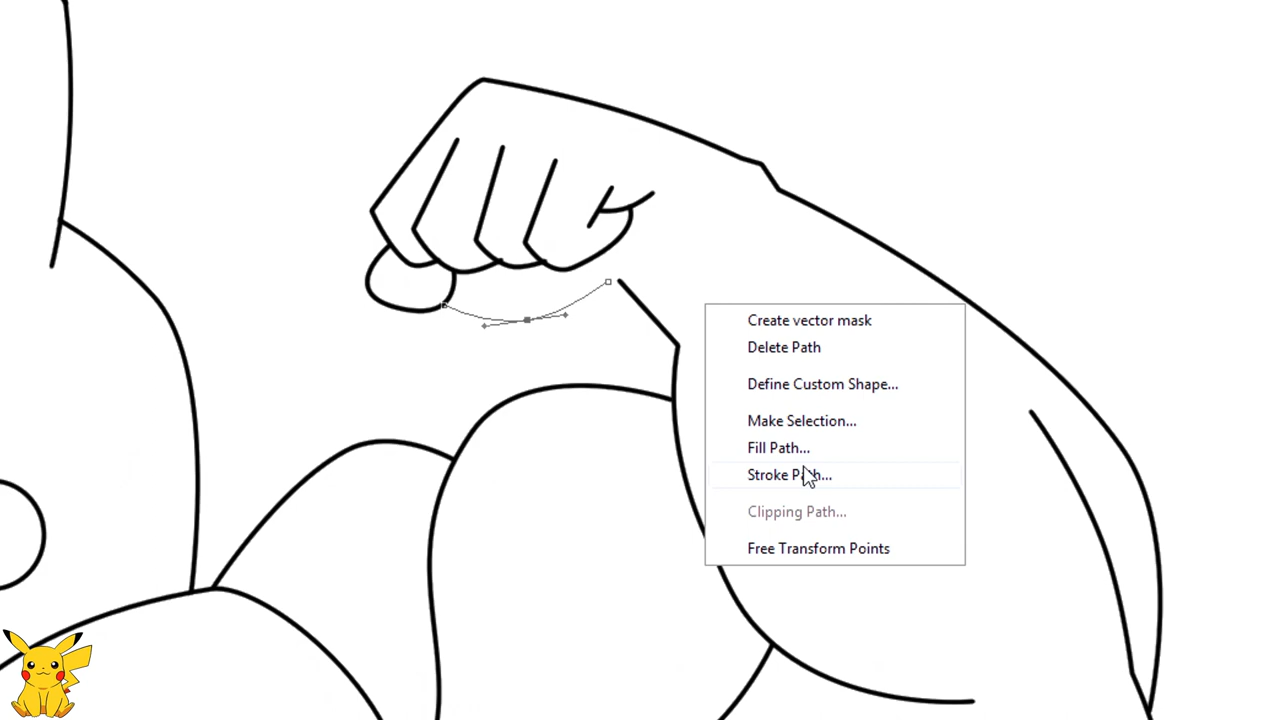 Create vector mask
Delete Path
Define Custom Shape...
Make Selection...
Fill Path...
Stroke Path...
Clipping Path...
Free Transform Points